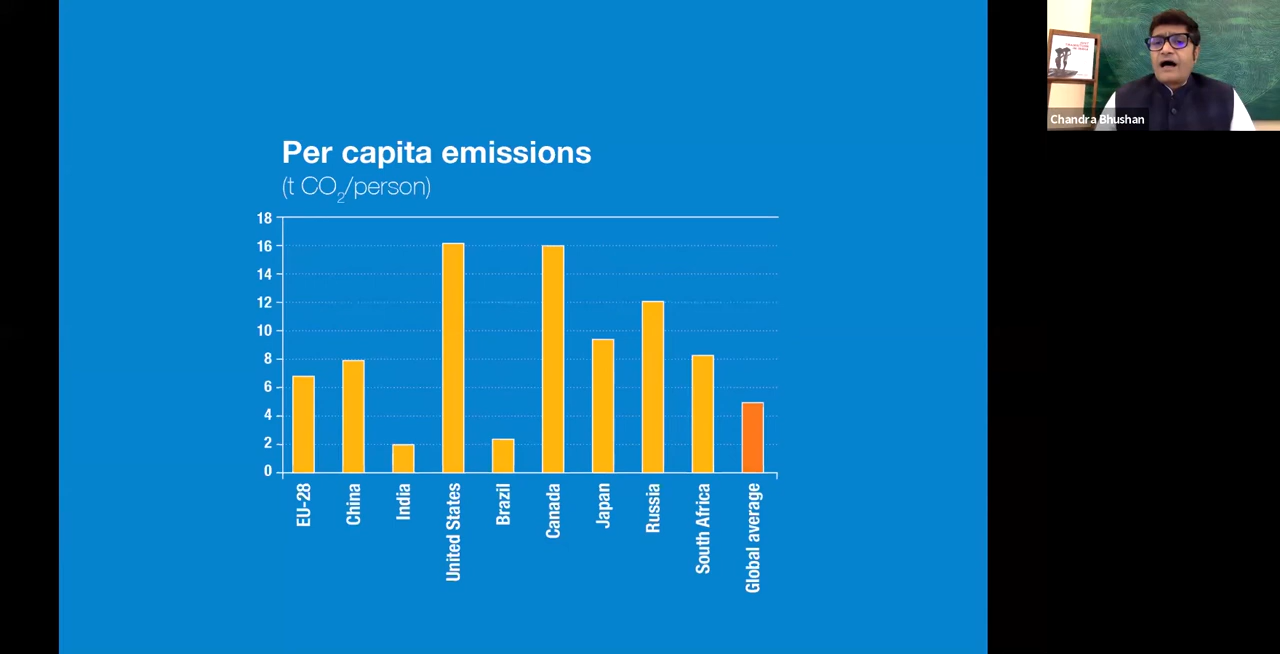 Per capita emissions
(t CO₂/person)
18
16
14
12
10
8
6
4
2
0
EU-28
China
India
United States
Brazil
Canada
Japan
Russia
South Africa
Global average
Chandra Bhushan